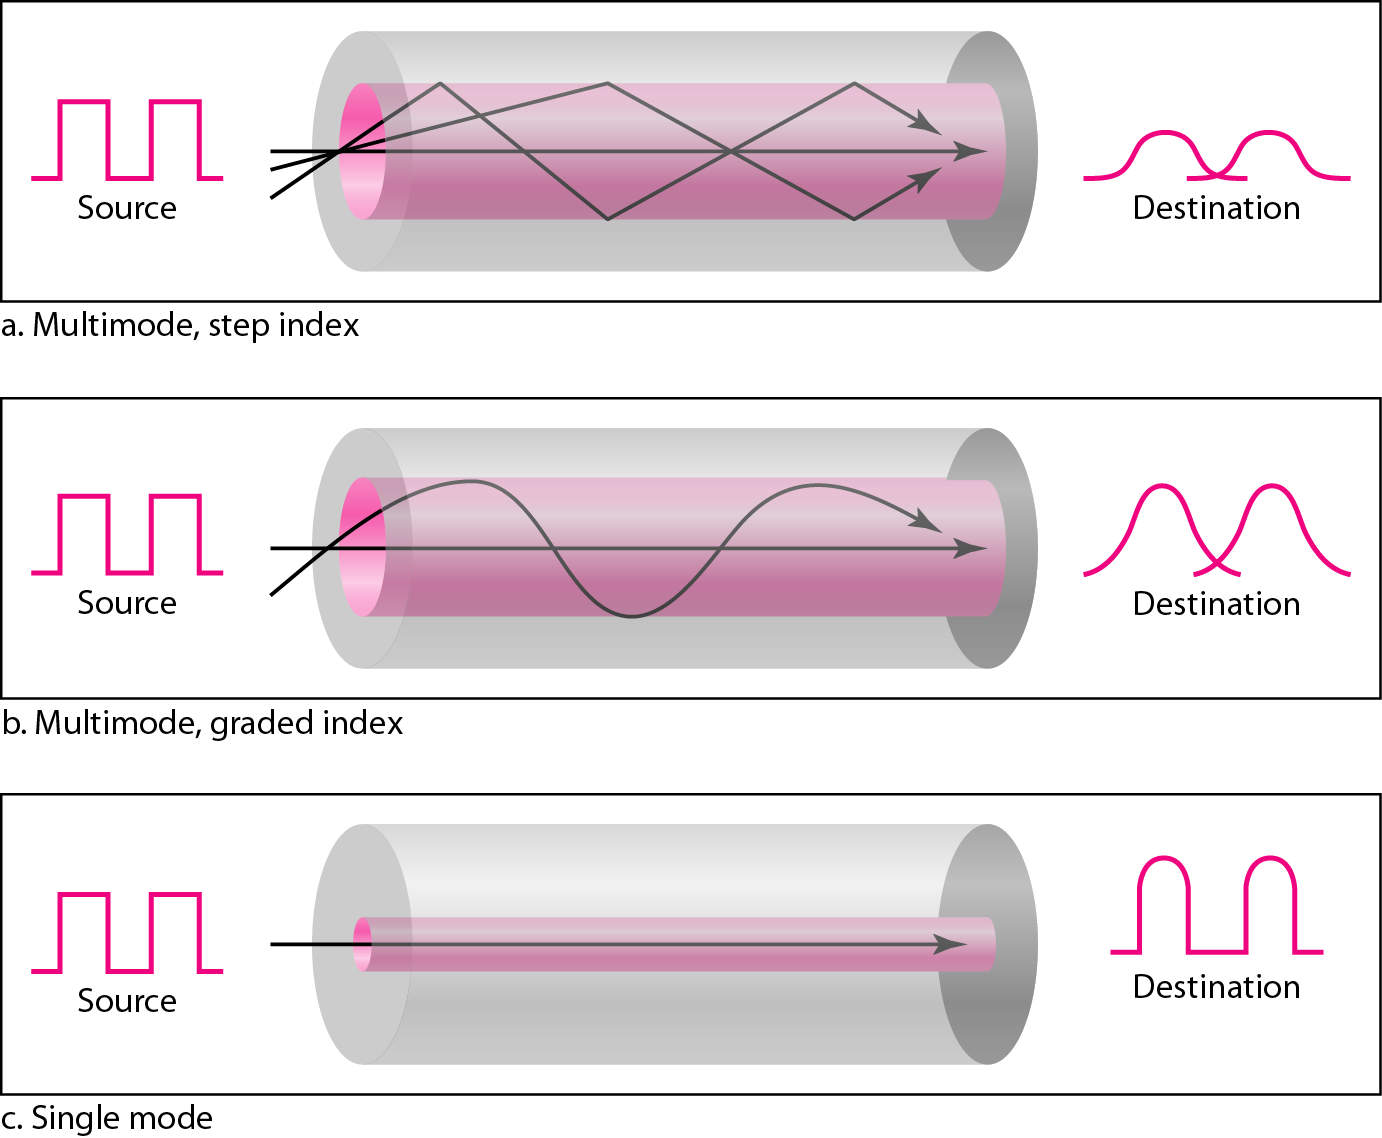 Source
Destination
a. Multimode, step index
Source
Destination
b. Multimode, graded index
Source
Destination
c. Single mode